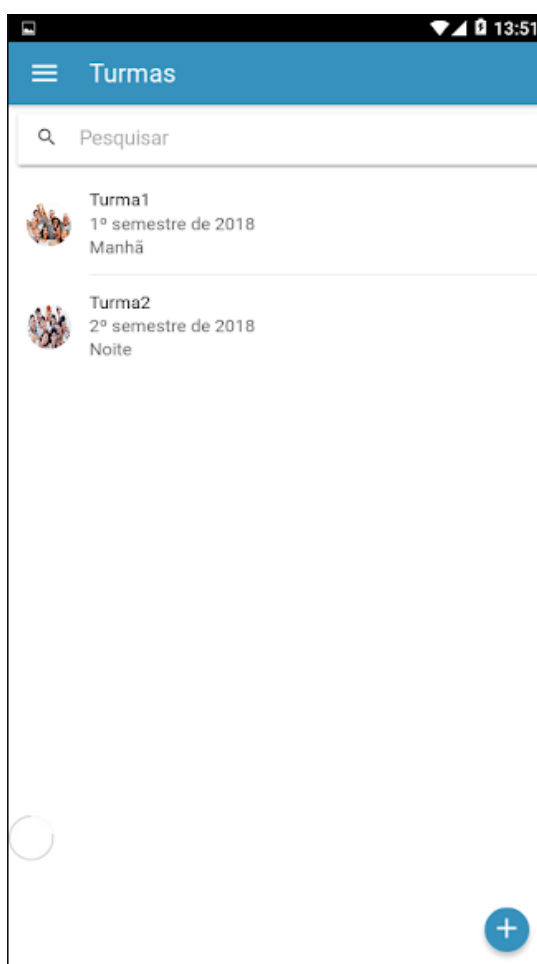 13:51
Turmas
Pesquisar
Turma1
1º semestre de 2018
Manhã
Turma2
2º semestre de 2018
Noite